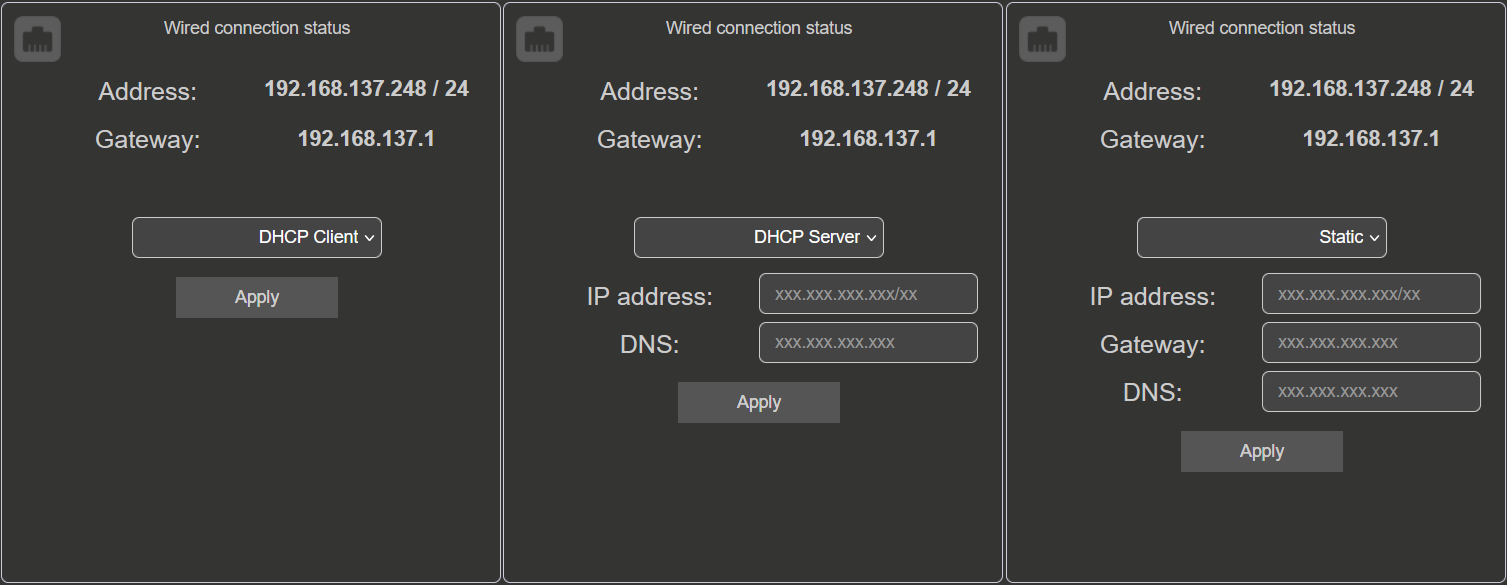 Wired connection status
Address: 192.168.137.248 / 24
Gateway: 192.168.137.1
DHCP Client
Apply
Wired connection status
Address: 192.168.137.248 / 24
Gateway: 192.168.137.1
DHCP Server
IP address: xxx.xxx.xxx.xxx/xx
DNS: xxx.xxx.xxx.xxx
Apply
Wired connection status
Address: 192.168.137.248 / 24
Gateway: 192.168.137.1
Static
IP address: xxx.xxx.xxx.xxx/xx
Gateway: xxx.xxx.xxx.xxx
DNS: xxx.xxx.xxx.xxx
Apply